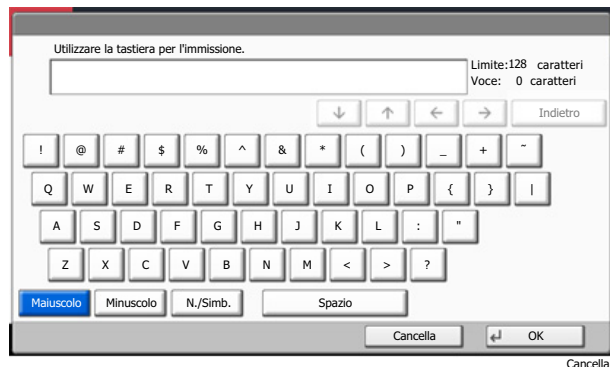 Utilizzare la tastiera per l'immissione.
Limite:128 caratteri
Voce: 0 caratteri
Indietro
! @ # $ % ^ & * ( ) _ + ~
Q W E R T Y U I O P { } |
A S D F G H J K L : "
Z X C V B N M < > ?
Maiuscolo Minuscolo N./Simb. Spazio
Cancella OK
Cancella